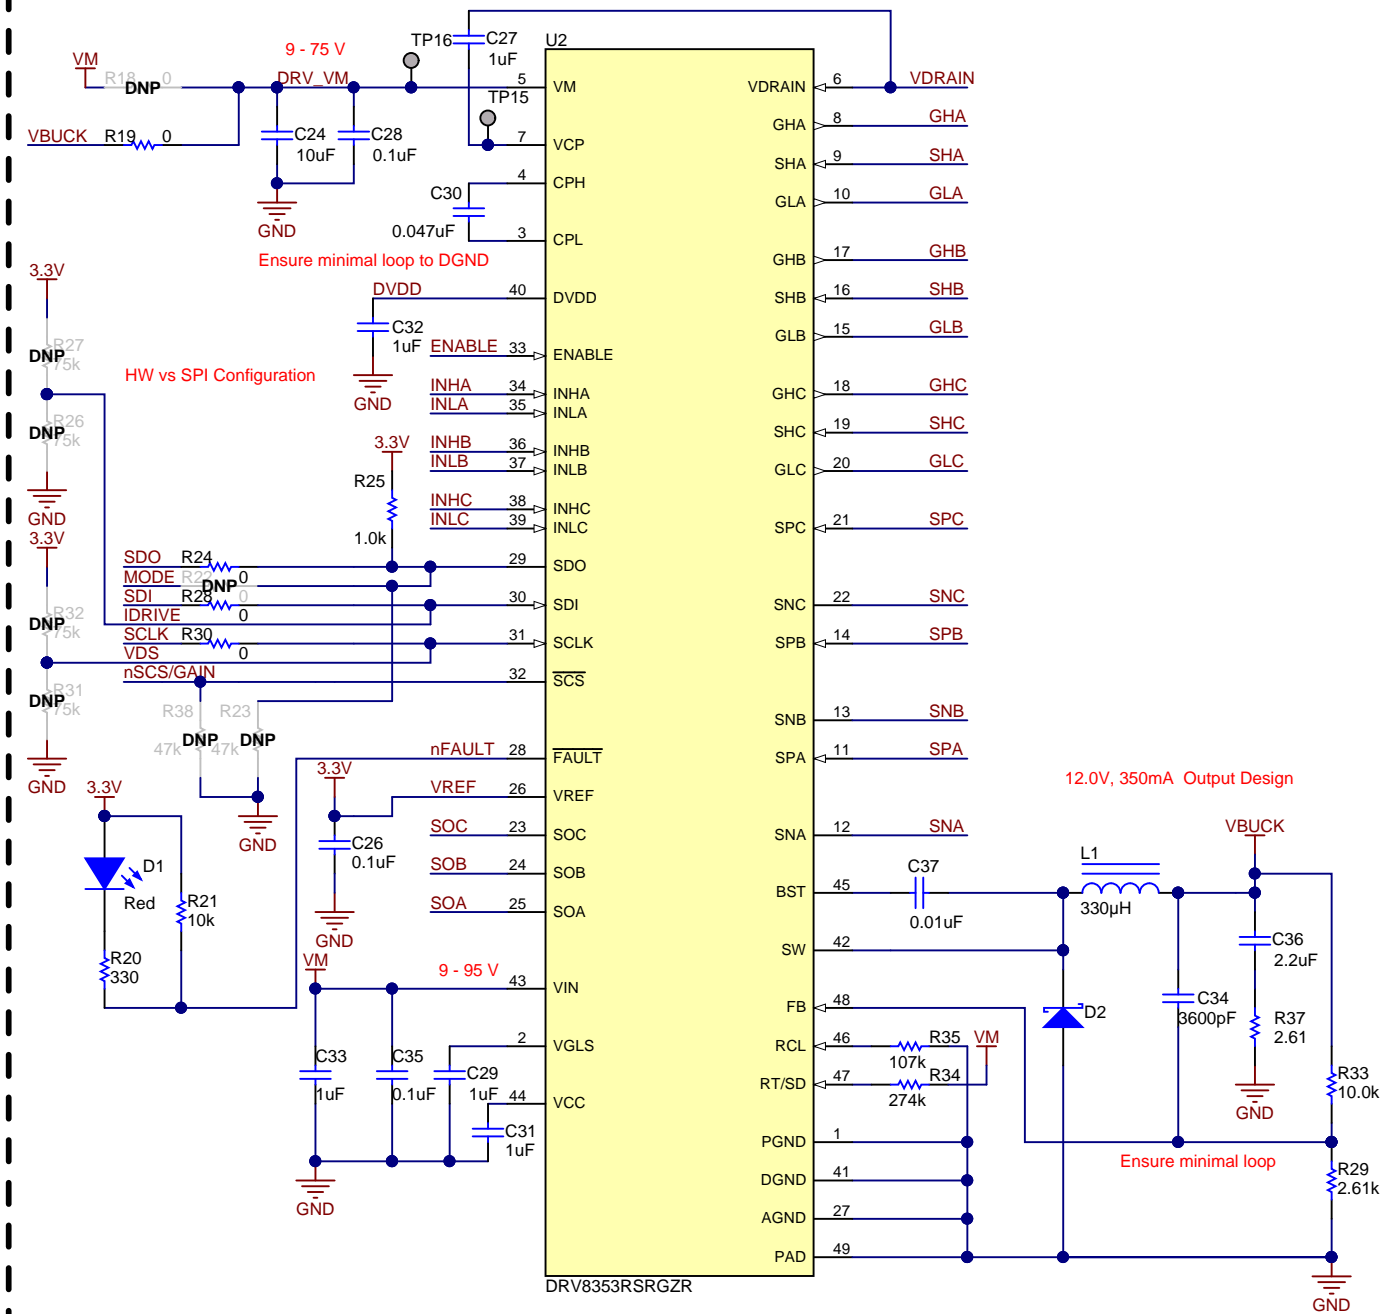 U2
C27
1uF
TP16
9 - 75 V
VM
R18 0
DNP
DRV_VM
5 VM
TP15
VBUCK R19 0
C24
10uF
C28
0.1uF
7 VCP
4 CPH
C30
0.047uF
3 CPL
GND
Ensure minimal loop to DGND
3.3V
DVDD
40 DVDD
C32
1uF
GND
R27
DNP
75k
HW vs SPI Configuration
R26
DNP
75k
GND
ENABLE 33 ENABLE
INHA 34 INHA
INLA 35 INLA
INHB 36 INHB
INLB 37 INLB
INHC 38 INHC
INLC 39 INLC
3.3V
R25
1.0k
3.3V
SDO R24
29 SDO
MODE R22 DNP 0
SDI R28 0
30 SDI
IDRIVE 0
SCLK R30
31 SCLK
VDS 0
nSCS/GAIN
32 SCS
R32
DNP
75k
R31
DNP
75k
GND
R38 R23
47k DNP 47k DNP
GND
nFAULT 28 FAULT
3.3V
VREF 26 VREF
C26
0.1uF
GND
SOC 23 SOC
SOB 24 SOB
SOA 25 SOA
3.3V
D1
Red
R21
10k
R20
330
VM
9 - 95 V
43 VIN
2 VGLS
44 VCC
C33
1uF
C35
0.1uF
C29
1uF
C31
1uF
GND
VDRAIN 6 VDRAIN
GHA 8 GHA
SHA 9 SHA
GLA 10 GLA
GHB 17 GHB
SHB 16 SHB
GLB 15 GLB
GHC 18 GHC
SHC 19 SHC
GLC 20 GLC
SPC 21 SPC
SNC 22 SNC
SPB 14 SPB
SNB 13 SNB
SPA 11 SPA
SNA 12 SNA
12.0V, 350mA Output Design
VBUCK
BST 45
C37
0.01uF
L1
330µH
SW 42
C36
2.2uF
FB 48
D2
C34
3600pF
R37
2.61
GND
RCL 46
R35
107k
VM
RT/SD 47
R34
274k
R33
10.0k
PGND 1
Ensure minimal loop
DGND 41
R29
2.61k
AGND 27
PAD 49
GND
DRV8353RSRGZR